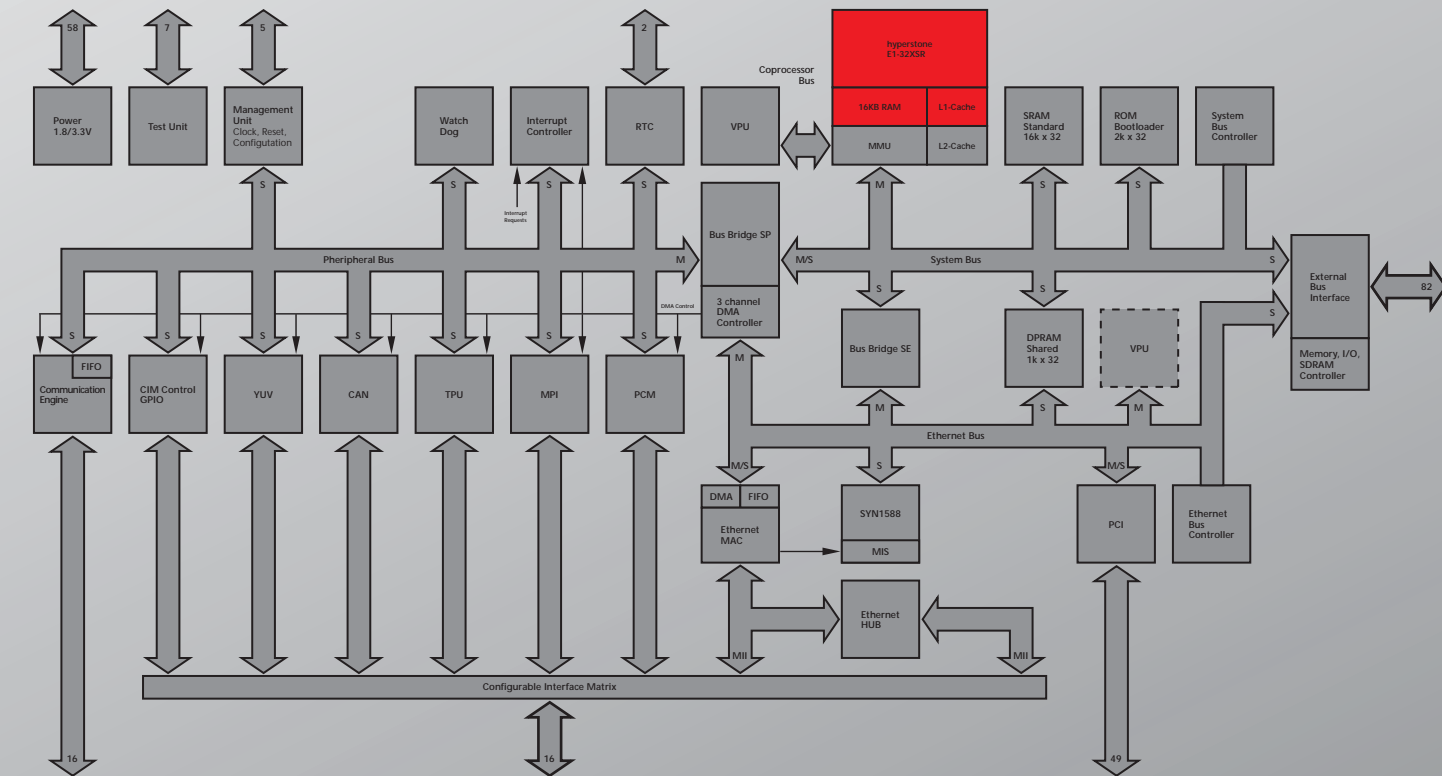 58
7
5
2
hyperstone
E1-32XSR
Coprocessor
Bus
Power
1.8/3.3V
Test Unit
Management
Unit
Clock, Reset,
Configutation
Watch
Dog
Interrupt
Controller
RTC
VPU
16KB RAM
L1-Cache
MMU
L2-Cache
SRAM
Standard
16k x 32
ROM
Bootloader
2k x 32
System
Bus
Controller
S
S
S
S
M
S
S
Interrupt
Requests
Bus Bridge SP
Pheripheral Bus
M
M/S
System Bus
S
External
Bus
Interface
82
DMA Control
3 channel
DMA
Controller
S
S
S
S
S
S
S
S
S
S
M
Communication
Engine
FIFO
CIM Control
GPIO
YUV
CAN
TPU
MPI
PCM
Bus Bridge SE
DPRAM
Shared
1k x 32
VPU
Memory, I/O,
SDRAM
Controller
M
S
M
Ethernet Bus
M/S
S
M/S
DMA
FIFO
Ethernet
MAC
SYN1588
MIS
PCI
Ethernet
Bus
Controller
Ethernet
HUB
MII
MII
Configurable Interface Matrix
16
16
49